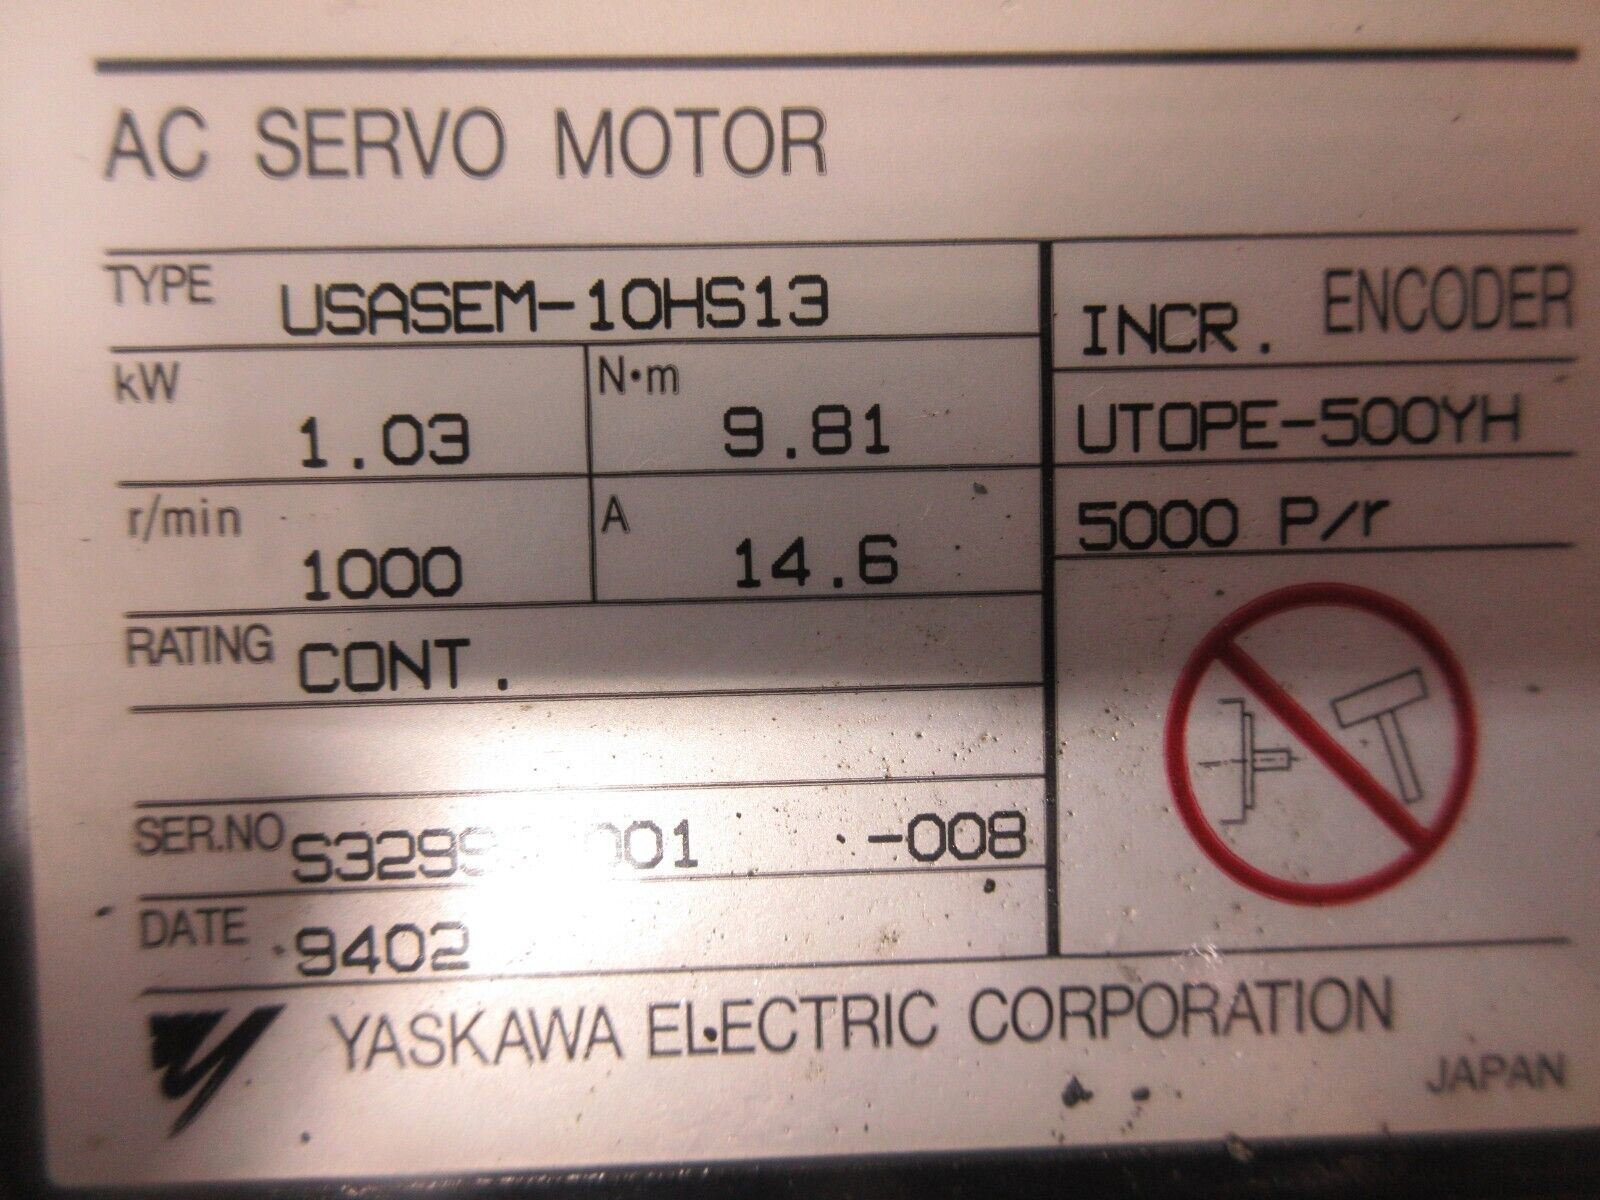 AC SERVO MOTOR
TYPE USASEM-10HS13
INCR. ENCODER
kW 1.03 N·m 9.81
UTOPE-500YH
r/min 1000 A 14.6
5000 P/r
RATING CONT.
SER.NO -008
DATE 9402
YASKAWA ELECTRIC CORPORATION
JAPAN